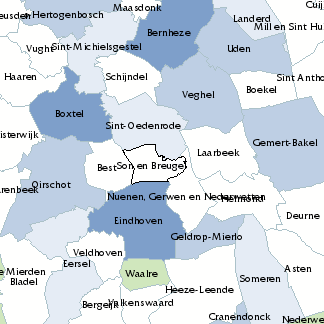 Maasdonk
Cuij
Hertogenbosch
Landerd
eusden
Bernheze
Mill en Sint Hu
Vught
Sint-Michielsgestel
Uden
Haaren
Schijndel
Sint Antho
Boekel
Veghel
Boxtel
Sint-Oedenrode
isterwijk
Gemert-Bakel
Laarbeek
Best
Son en Breugel
Oirschot
arenbeek
Nuenen, Gerwen en Nederwetten
Helmond
Eindhoven
Deurne
Geldrop-Mierlo
Veldhoven
Eersel
e Mierden
Waalre
Asten
Bladel
Someren
Heeze-Leende
Bergeijk
Valkenswaard
Cranendonck
Nederwe